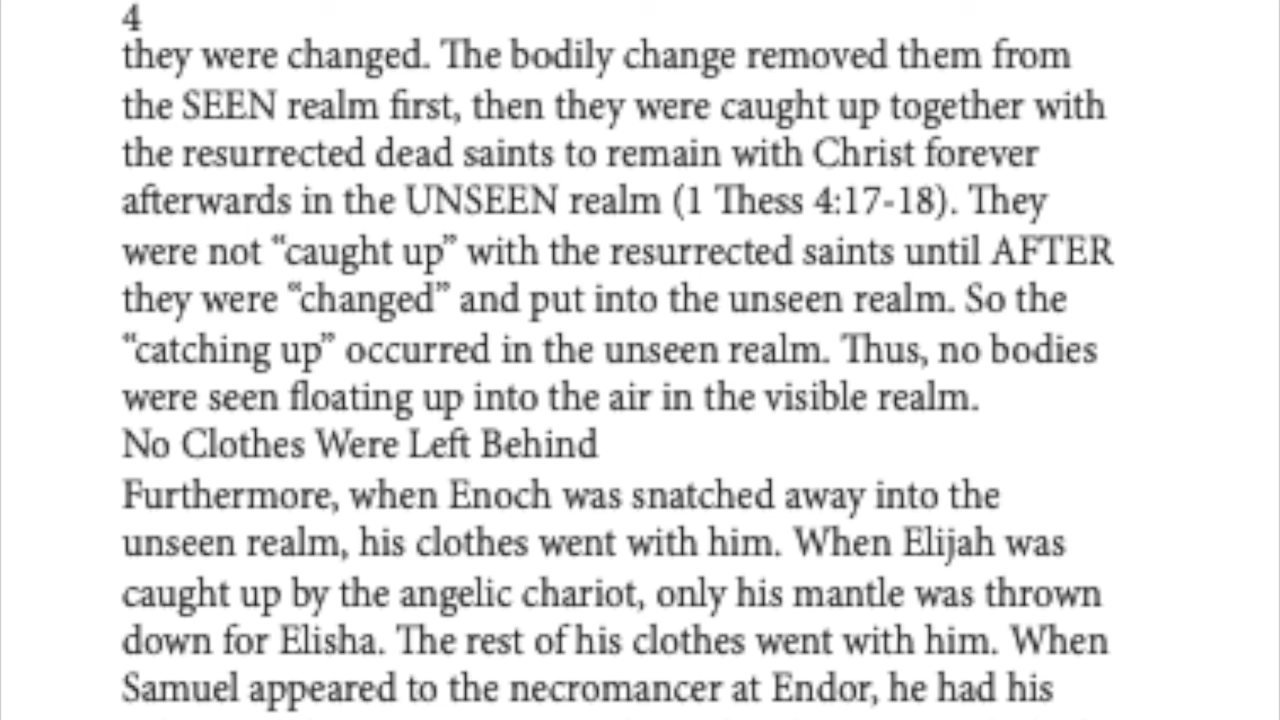 4
they were changed. The bodily change removed them from
the SEEN realm first, then they were caught up together with
the resurrected dead saints to remain with Christ forever
afterwards in the UNSEEN realm (1 Thess 4:17-18). They
were not “caught up” with the resurrected saints until AFTER
they were “changed” and put into the unseen realm. So the
“catching up” occurred in the unseen realm. Thus, no bodies
were seen floating up into the air in the visible realm.
No Clothes Were Left Behind
Furthermore, when Enoch was snatched away into the
unseen realm, his clothes went with him. When Elijah was
caught up by the angelic chariot, only his mantle was thrown
down for Elisha. The rest of his clothes went with him. When
Samuel appeared to the necromancer at Endor, he had his